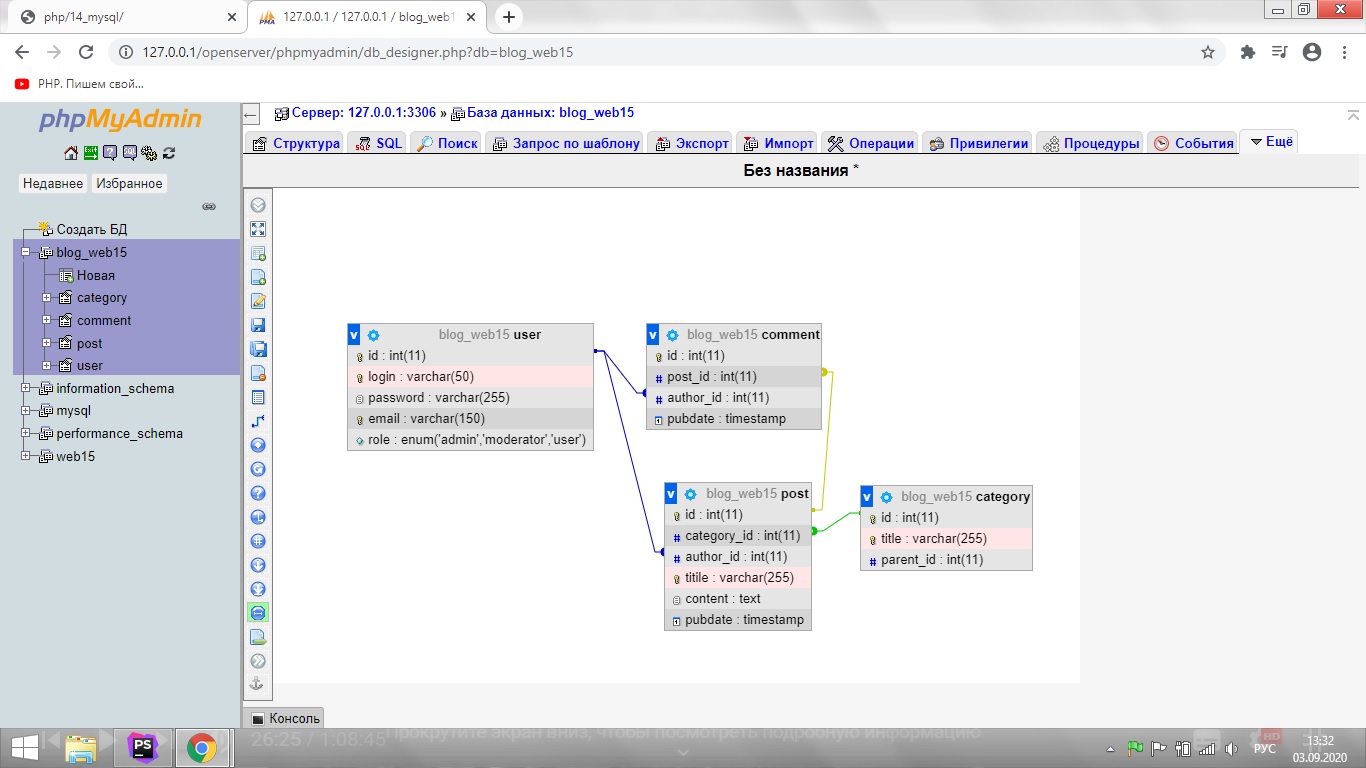 php/14_mysql/
127.0.0.1 / 127.0.0.1 / blog_web1
127.0.0.1/openserver/phpmyadmin/db_designer.php?db=blog_web15
PHP. Пишем свой...
phpMyAdmin
Недавнее
Избранное
Создать БД
blog_web15
Новая
category
comment
post
user
information_schema
mysql
performance_schema
web15
Сервер: 127.0.0.1:3306 » База данных: blog_web15
Структура
SQL
Поиск
Запрос по шаблону
Экспорт
Импорт
Операции
Привилегии
Процедуры
События
Ещё
Без названия *
blog_web15 user
id : int(11)
login : varchar(50)
password : varchar(255)
email : varchar(150)
role : enum('admin','moderator','user')
blog_web15 comment
id : int(11)
post_id : int(11)
author_id : int(11)
pubdate : timestamp
blog_web15 post
id : int(11)
category_id : int(11)
author_id : int(11)
titile : varchar(255)
content : text
pubdate : timestamp
blog_web15 category
id : int(11)
title : varchar(255)
parent_id : int(11)
Консоль
26:25 / 1:08:45
Прокрутите экран вниз, чтобы посмотреть подробную информацию
PS
HD
РУС
13:32
03.09.2020